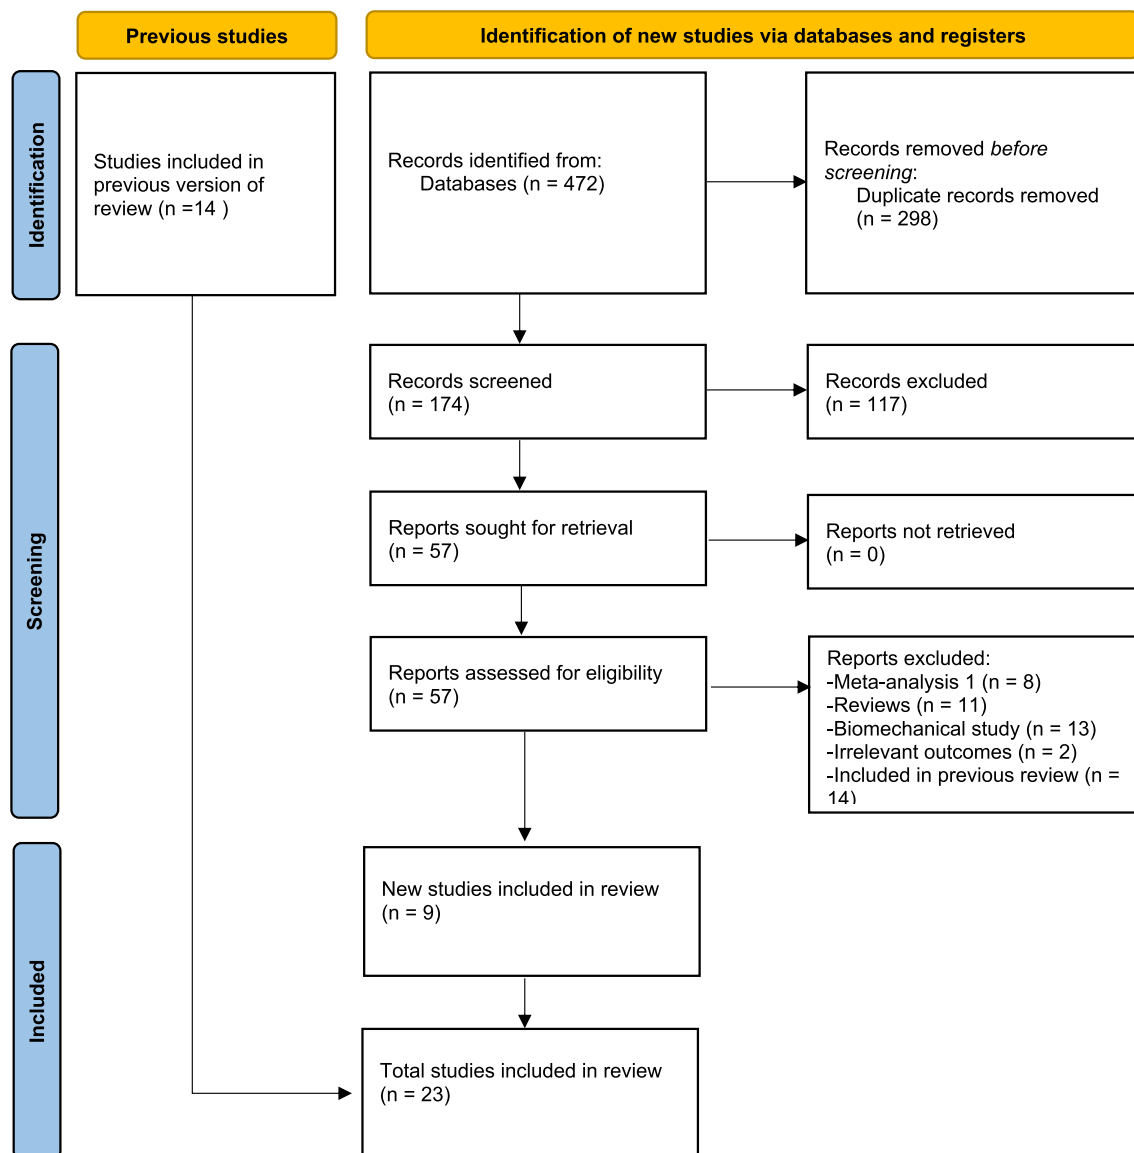 Previous studies
Identification of new studies via databases and registers
Identification
Studies included in
previous version of
review (n =14 )
Records identified from:
Databases (n = 472)
Records removed before
screening:
Duplicate records removed
(n = 298)
Screening
Records screened
(n = 174)
Records excluded
(n = 117)
Reports sought for retrieval
(n = 57)
Reports not retrieved
(n = 0)
Reports assessed for eligibility
(n = 57)
Reports excluded:
-Meta-analysis 1 (n = 8)
-Reviews (n = 11)
-Biomechanical study (n = 13)
-Irrelevant outcomes (n = 2)
-Included in previous review (n =
14)
Included
New studies included in review
(n = 9)
Total studies included in review
(n = 23)